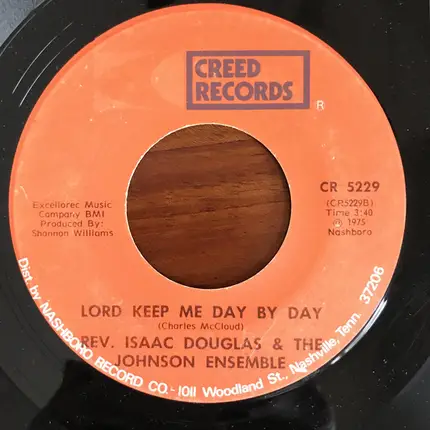 CREED
RECORDS
®
CR 5229
(CR5229B)
Time 3:40
℗ 1975
Nashboro
Excellorec Music
Company BMI
Produced By:
Shannon Williams
LORD KEEP ME DAY BY DAY
(Charles McCloud)
REV. ISAAC DOUGLAS & THE
JOHNSON ENSEMBLE
Dist. by NASHBORO RECORD CO.-1011 Woodland St., Nashville, Tenn. 37206